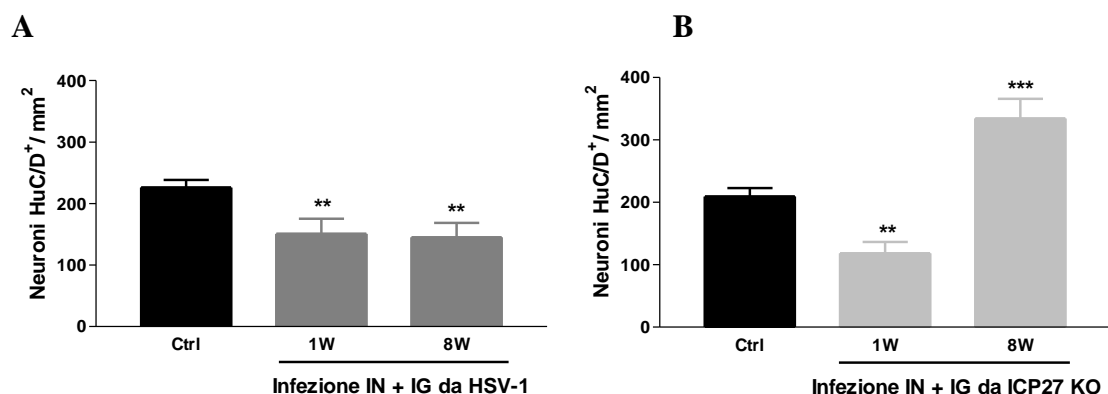 A
Neuroni HuC/D+/ mm2
400
300
200
100
0
**
**
Ctrl
1W
8W
Infezione IN + IG da HSV-1
B
Neuroni HuC/D+/ mm2
400
300
200
100
0
**
***
Ctrl
1W
8W
Infezione IN + IG da ICP27 KO